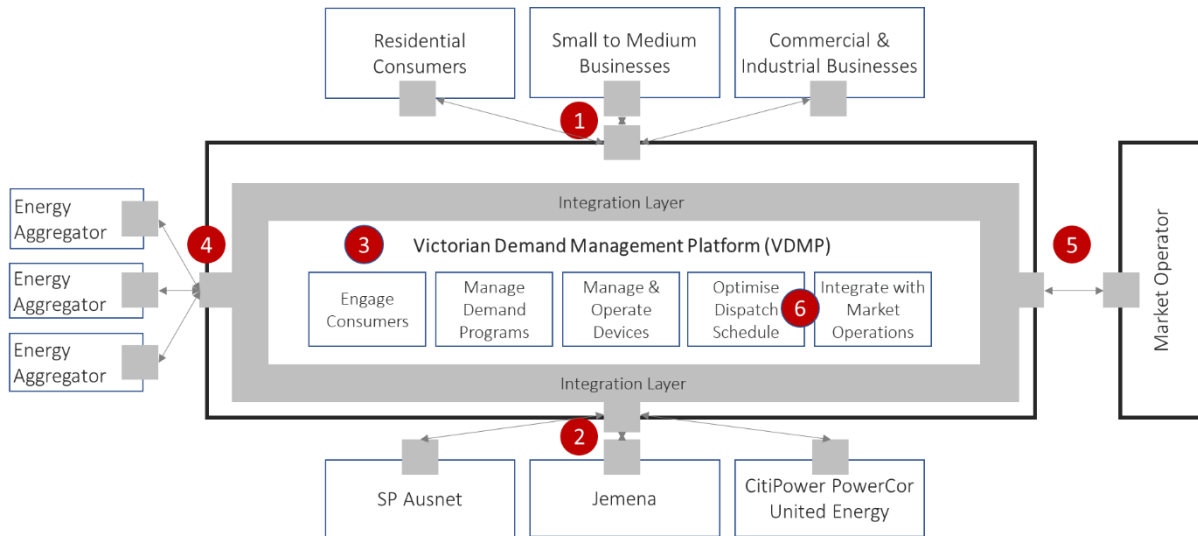 Residential
Consumers
Small to Medium
Businesses
Commercial &
Industrial Businesses
1
Energy
Aggregator
Energy
Aggregator
Energy
Aggregator
4
Integration Layer
3
Victorian Demand Management Platform (VDMP)
Engage
Consumers
Manage
Demand
Programs
Manage &
Operate
Devices
Optimise
Dispatch
Schedule
6
Integrate with
Market
Operations
Integration Layer
5
Market Operator
2
SP Ausnet
Jemena
CitiPower PowerCor
United Energy